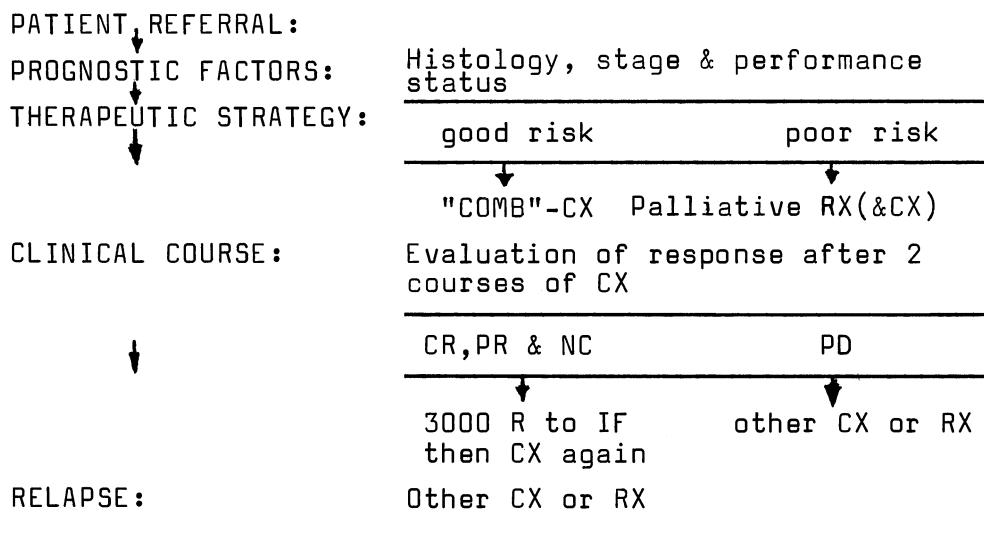 PATIENT REFERRAL:
PROGNOSTIC FACTORS: Histology, stage & performance
status
THERAPEUTIC STRATEGY:
good risk poor risk
"COMB"-CX Palliative RX(&CX)
CLINICAL COURSE: Evaluation of response after 2
courses of CX
CR,PR & NC PD
3000 R to IF other CX or RX
then CX again
RELAPSE: Other CX or RX